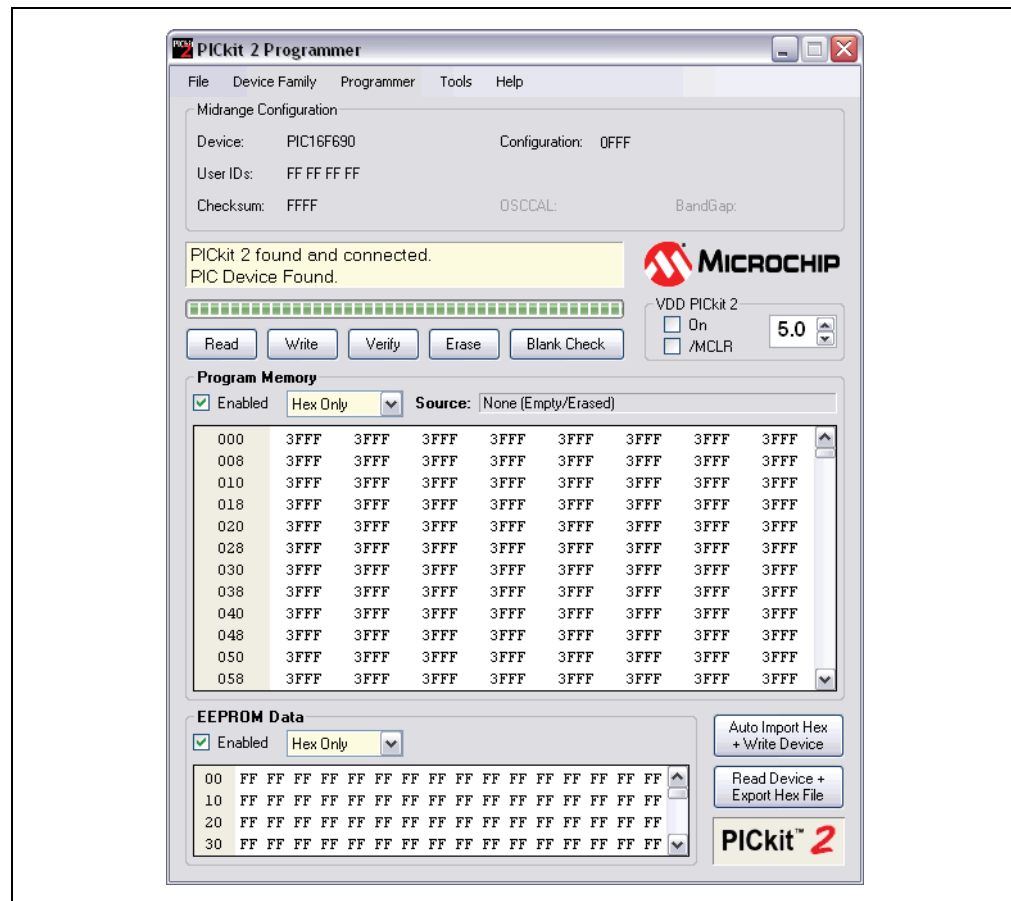 PICkit 2 Programmer
File Device Family Programmer Tools Help
Midrange Configuration
Device: PIC16F690 Configuration: 0FFF
User IDs: FF FF FF FF
Checksum: FFFF OSCCAL: BandGap:
PICkit 2 found and connected.
PIC Device Found.
MICROCHIP
VDD PICkit 2
On
/MCLR
5.0
Read Write Verify Erase Blank Check
Program Memory
Enabled Hex Only Source: None (Empty/Erased)
000 3FFF 3FFF 3FFF 3FFF 3FFF 3FFF 3FFF 3FFF
008 3FFF 3FFF 3FFF 3FFF 3FFF 3FFF 3FFF 3FFF
010 3FFF 3FFF 3FFF 3FFF 3FFF 3FFF 3FFF 3FFF
018 3FFF 3FFF 3FFF 3FFF 3FFF 3FFF 3FFF 3FFF
020 3FFF 3FFF 3FFF 3FFF 3FFF 3FFF 3FFF 3FFF
028 3FFF 3FFF 3FFF 3FFF 3FFF 3FFF 3FFF 3FFF
030 3FFF 3FFF 3FFF 3FFF 3FFF 3FFF 3FFF 3FFF
038 3FFF 3FFF 3FFF 3FFF 3FFF 3FFF 3FFF 3FFF
040 3FFF 3FFF 3FFF 3FFF 3FFF 3FFF 3FFF 3FFF
048 3FFF 3FFF 3FFF 3FFF 3FFF 3FFF 3FFF 3FFF
050 3FFF 3FFF 3FFF 3FFF 3FFF 3FFF 3FFF 3FFF
058 3FFF 3FFF 3FFF 3FFF 3FFF 3FFF 3FFF 3FFF
EEPROM Data
Enabled Hex Only
00 FF FF FF FF FF FF FF FF FF FF FF FF FF FF FF FF
10 FF FF FF FF FF FF FF FF FF FF FF FF FF FF FF FF
20 FF FF FF FF FF FF FF FF FF FF FF FF FF FF FF FF
30 FF FF FF FF FF FF FF FF FF FF FF FF FF FF FF FF
Auto Import Hex
+ Write Device
Read Device +
Export Hex File
PICkit™ 2